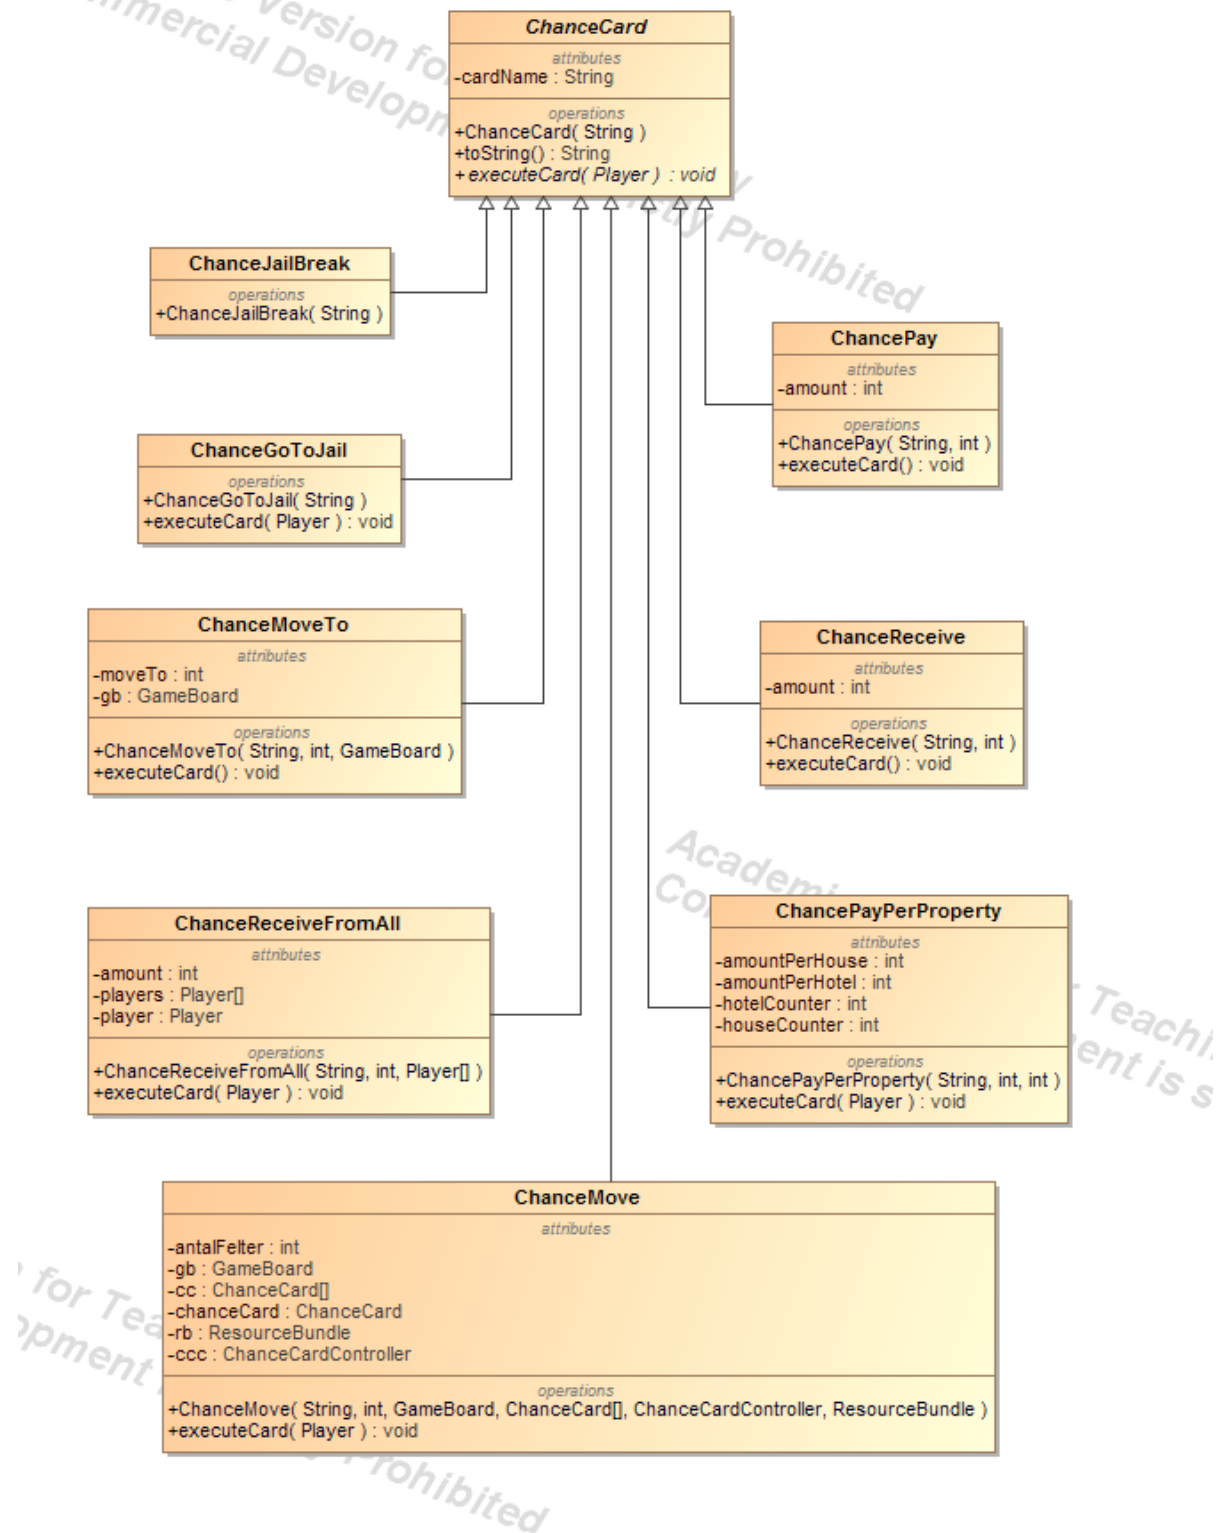 ChanceCard
attributes
-cardName : String
operations
+ChanceCard( String )
+toString() : String
+executeCard( Player ) : void
ChanceJailBreak
operations
+ChanceJailBreak( String )
ChancePay
attributes
-amount : int
operations
+ChancePay( String, int )
+executeCard() : void
ChanceGoToJail
operations
+ChanceGoToJail( String )
+executeCard( Player ) : void
ChanceMoveTo
attributes
-moveTo : int
-gb : GameBoard
operations
+ChanceMoveTo( String, int, GameBoard )
+executeCard() : void
ChanceReceive
attributes
-amount : int
operations
+ChanceReceive( String, int )
+executeCard() : void
ChanceReceiveFromAll
attributes
-amount : int
-players : Player[]
-player : Player
operations
+ChanceReceiveFromAll( String, int, Player[] )
+executeCard( Player ) : void
ChancePayPerProperty
attributes
-amountPerHouse : int
-amountPerHotel : int
-hotelCounter : int
-houseCounter : int
operations
+ChancePayPerProperty( String, int, int )
+executeCard( Player ) : void
ChanceMove
attributes
-antalFelter : int
-gb : GameBoard
-cc : ChanceCard[]
-chanceCard : ChanceCard
-rb : ResourceBundle
-ccc : ChanceCardController
operations
+ChanceMove( String, int, GameBoard, ChanceCard[], ChanceCardController, ResourceBundle )
+executeCard( Player ) : void
Version for
Prohibited
for
Prohibited